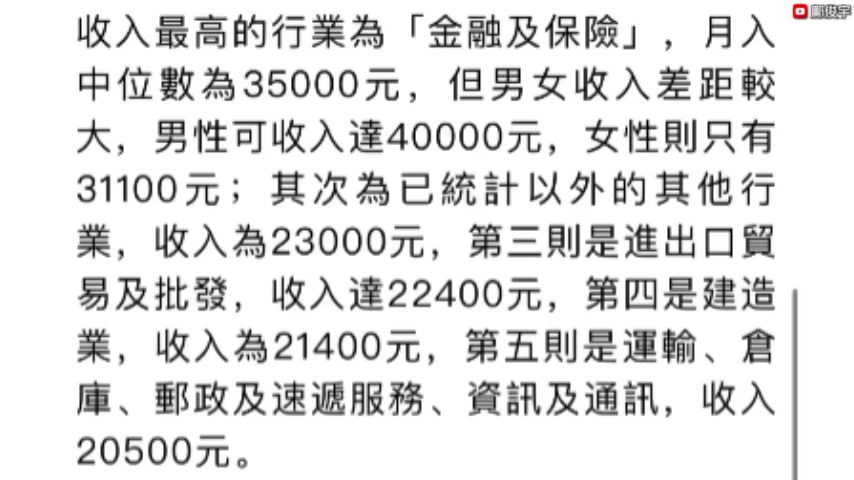 鄺俊宇
收入最高的行業為「金融及保險」，月入
中位數為35000元，但男女收入差距較
大，男性可收入達40000元，女性則只有
31100元；其次為已統計以外的其他行
業，收入為23000元，第三則是進出口貿
易及批發，收入達22400元，第四是建造
業，收入為21400元，第五則是運輸、倉
庫、郵政及速遞服務、資訊及通訊，收入
20500元。